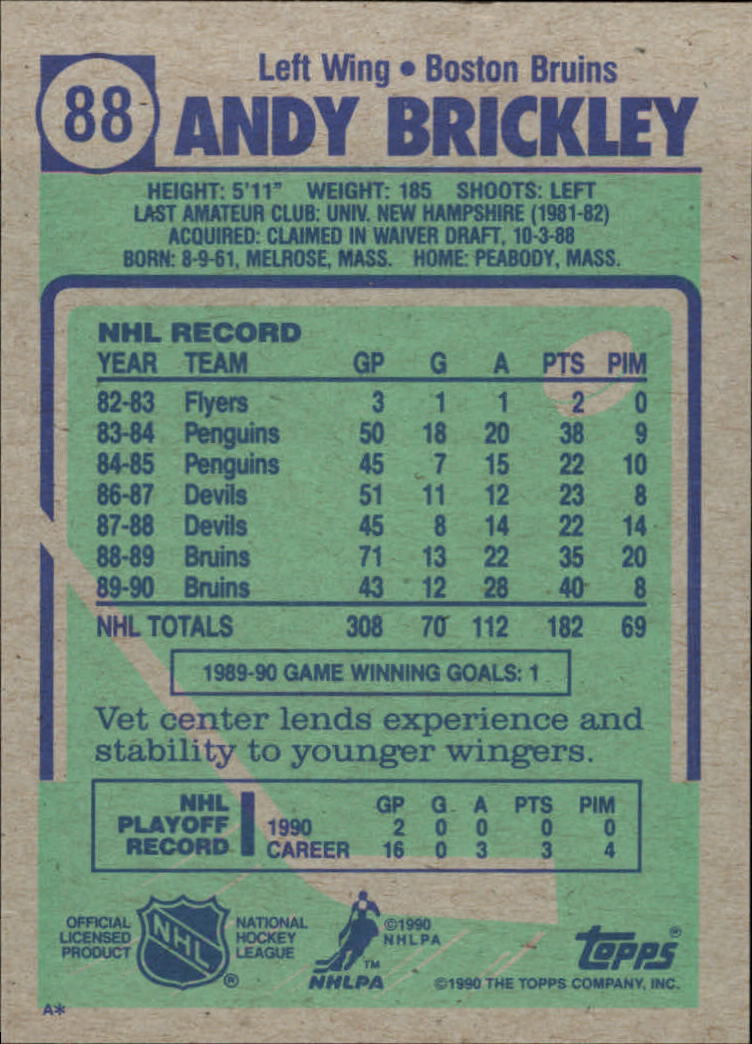 88
Left Wing • Boston Bruins
ANDY BRICKLEY
HEIGHT: 5'11" WEIGHT: 185 SHOOTS: LEFT
LAST AMATEUR CLUB: UNIV. NEW HAMPSHIRE (1981-82)
ACQUIRED: CLAIMED IN WAIVER DRAFT, 10-3-88
BORN: 8-9-61, MELROSE, MASS. HOME: PEABODY, MASS.
NHL RECORD
YEAR TEAM GP G A PTS PIM
82-83 Flyers 3 1 1 2 0
83-84 Penguins 50 18 20 38 9
84-85 Penguins 45 7 15 22 10
86-87 Devils 51 11 12 23 8
87-88 Devils 45 8 14 22 14
88-89 Bruins 71 13 22 35 20
89-90 Bruins 43 12 28 40 8
NHL TOTALS 308 70 112 182 69
1989-90 GAME WINNING GOALS: 1
Vet center lends experience and
stability to younger wingers.
NHL PLAYOFF RECORD
GP G A PTS PIM
1990 2 0 0 0 0
CAREER 16 0 3 3 4
OFFICIAL
LICENSED
PRODUCT
NHL
®
NATIONAL
HOCKEY
LEAGUE
©1990
NHLPA
TM
NHLPA
topps®
©1990 THE TOPPS COMPANY, INC.
A*